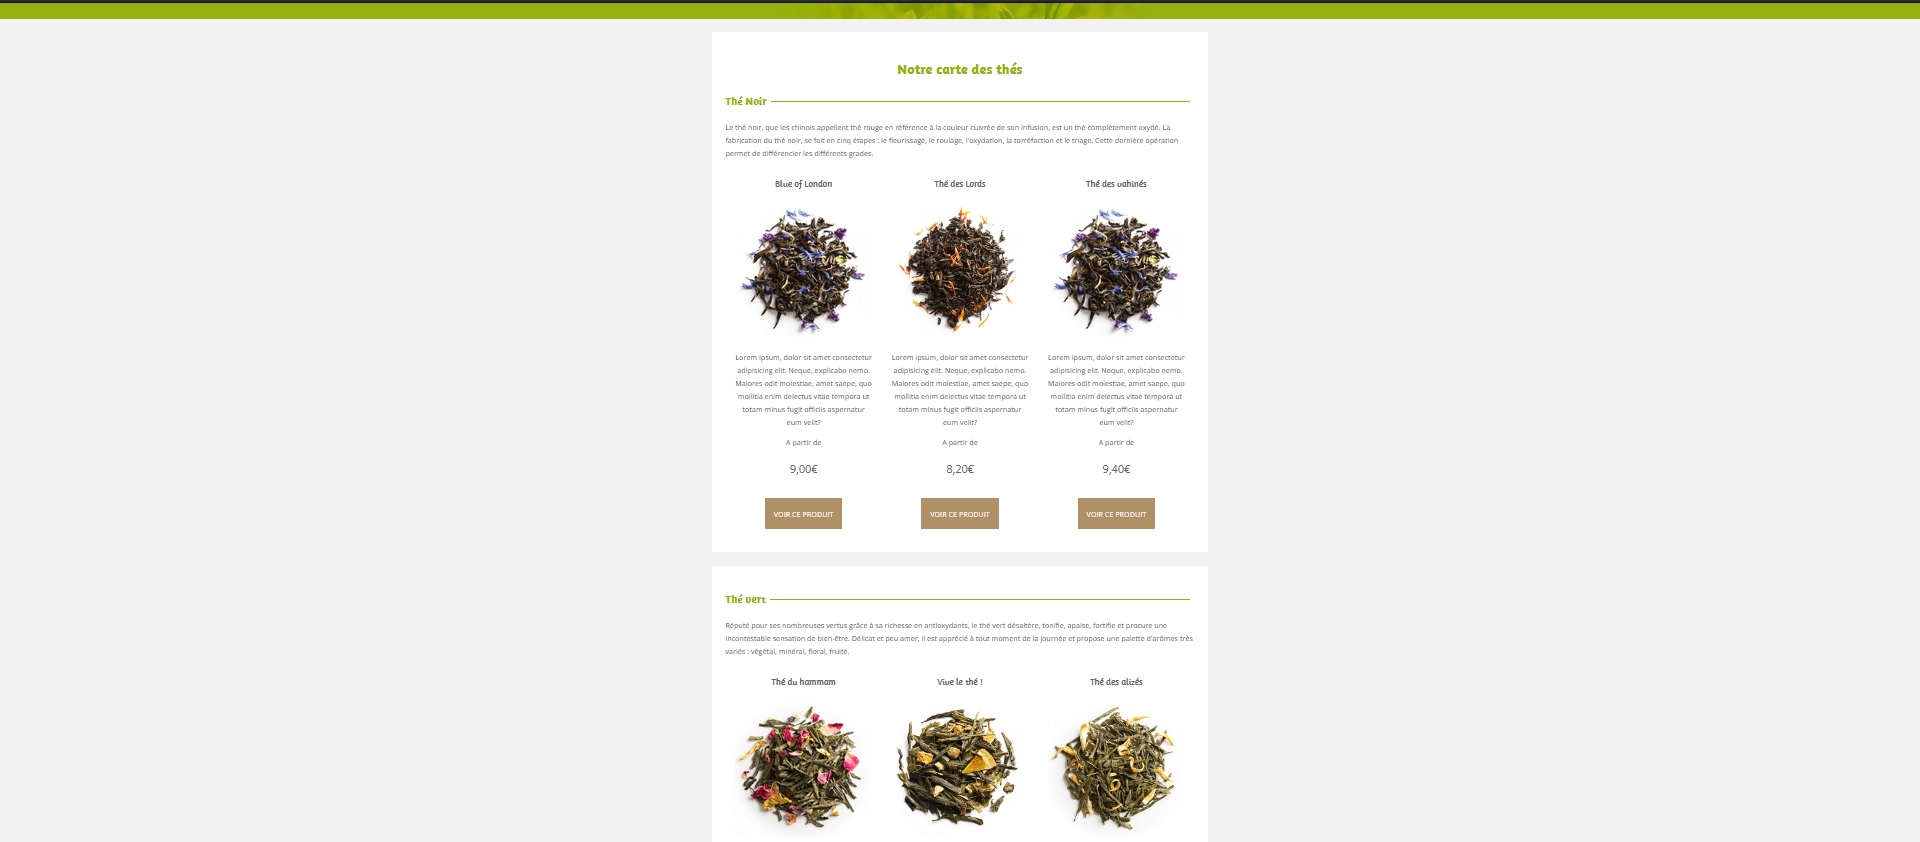 Notre carte des thés
Thé Noir
Le thé noir, que les chinois appellent thé rouge en référence à la couleur cuivrée de son infusion, est un thé complètement oxydé. La
fabrication du thé noir, se fait en cinq étapes : le fleurissage, le roulage, l'oxydation, la torréfaction et le triage. Cette dernière opération
permet de différencier les différents grades.
Blue of London
Thé des Lords
Thé des vahinés
Lorem ipsum, dolor sit amet consectetur
adipisicing elit. Neque, explicabo nemo.
Maiores odit molestiae, amet saepe, quo
mollitia enim delectus vitae tempora ut
totam minus fugit officiis aspernatur
eum velit?
Lorem ipsum, dolor sit amet consectetur
adipisicing elit. Neque, explicabo nemo.
Maiores odit molestiae, amet saepe, quo
mollitia enim delectus vitae tempora ut
totam minus fugit officiis aspernatur
eum velit?
Lorem ipsum, dolor sit amet consectetur
adipisicing elit. Neque, explicabo nemo.
Maiores odit molestiae, amet saepe, quo
mollitia enim delectus vitae tempora ut
totam minus fugit officiis aspernatur
eum velit?
A partir de
A partir de
A partir de
9,00€
8,20€
9,40€
VOIR CE PRODUIT
VOIR CE PRODUIT
VOIR CE PRODUIT
Thé vert
Réputé pour ses nombreuses vertus grâce à sa richesse en antioxydants, le thé vert désaltère, tonifie, apaise, fortifie et procure une
incontestable sensation de bien-être. Délicat et peu amer, il est apprécié à tout moment de la journée et propose une palette d'arômes très
variés : végétal, minéral, floral, fruité.
Thé du hammam
Vive le thé !
Thé des alizés